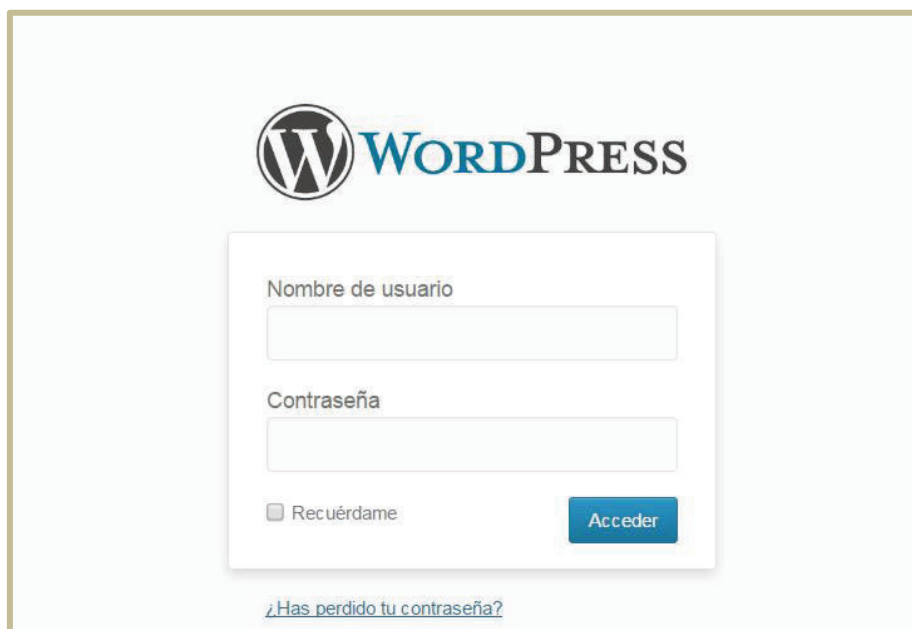 WORDPRESS
Nombre de usuario
Contraseña
Recuérdame
Acceder
¿Has perdido tu contraseña?